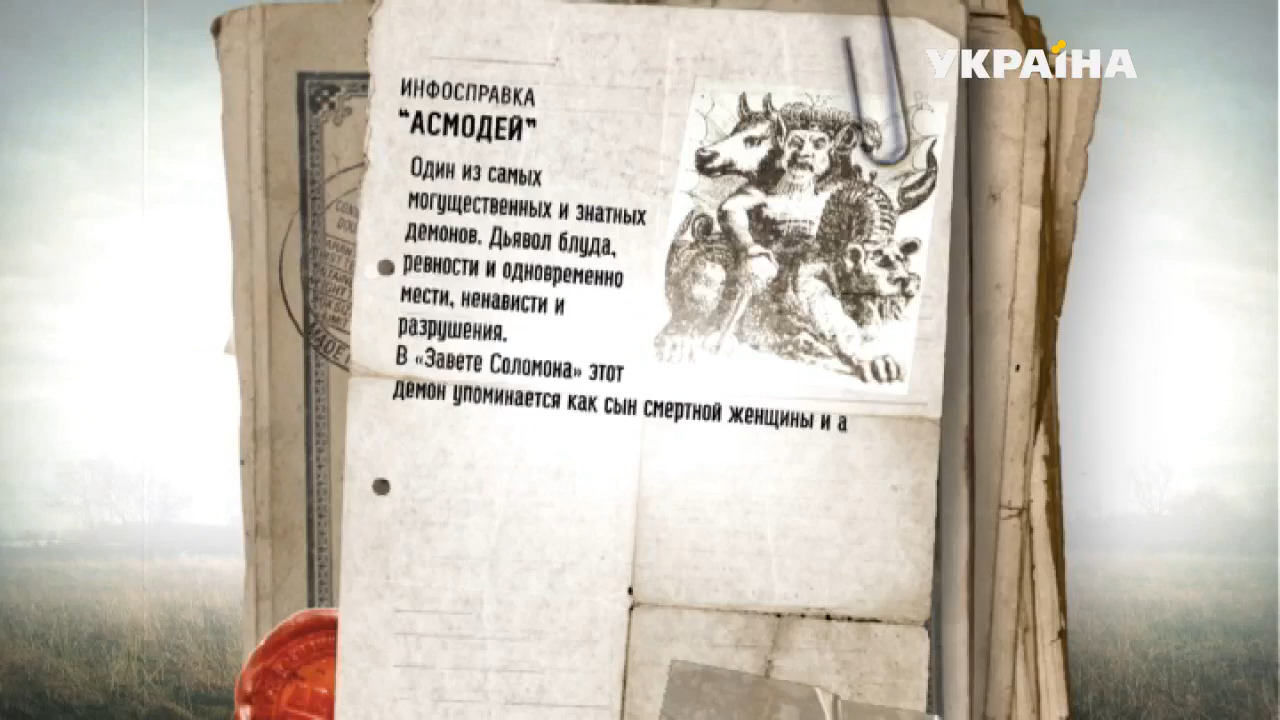 УКРАЇНА
ИНФОСПРАВКА
“АСМОДЕЙ”
Один из самых
могущественных и знатных
демонов. Дьявол блуда,
ревности и одновременно
мести, ненависти и
разрушения.
В «Завете Соломона» этот
демон упоминается как сын смертной женщины и а